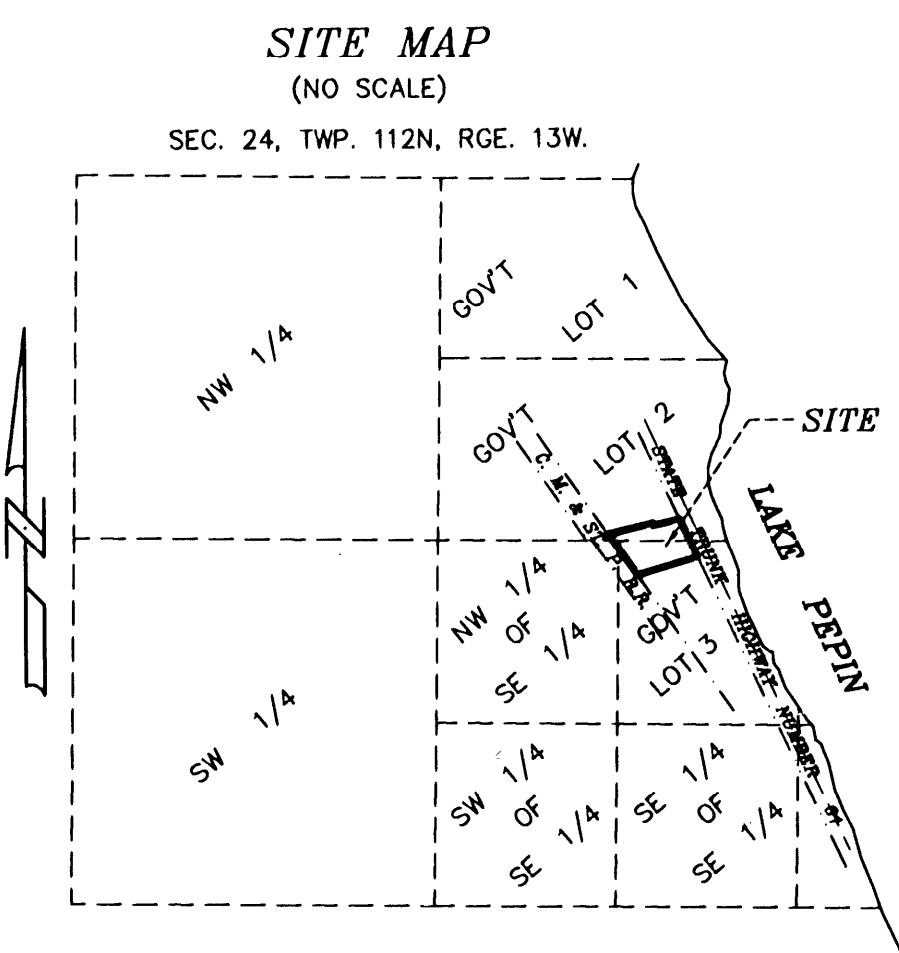 SITE MAP
(NO SCALE)
SEC. 24, TWP. 112N, RGE. 13W.
GOV'T
LOT 1
NW 1/4
GOV'T
LOT 2
SITE
C. M. & ST. P. R.R.
STATE TRUNK HIGHWAY NUMBER 61
LAKE PEPIN
NW 1/4
OF
SE 1/4
GOV'T
LOT 3
SW 1/4
SW 1/4
OF
SE 1/4
SE 1/4
OF
SE 1/4
N